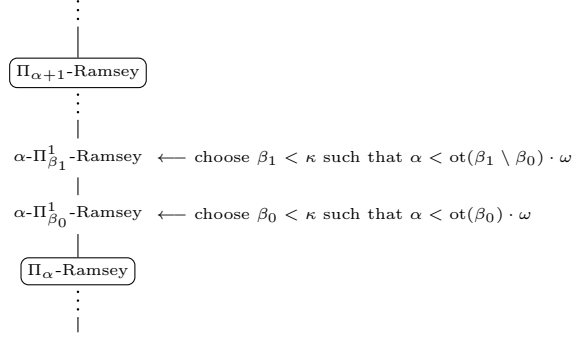 Π_{α+1}-Ramsey
α-Π^1_{β_1}-Ramsey ⟵ choose β_1 < κ such that α < ot(β_1 \ β_0) · ω
α-Π^1_{β_0}-Ramsey ⟵ choose β_0 < κ such that α < ot(β_0) · ω
Π_α-Ramsey